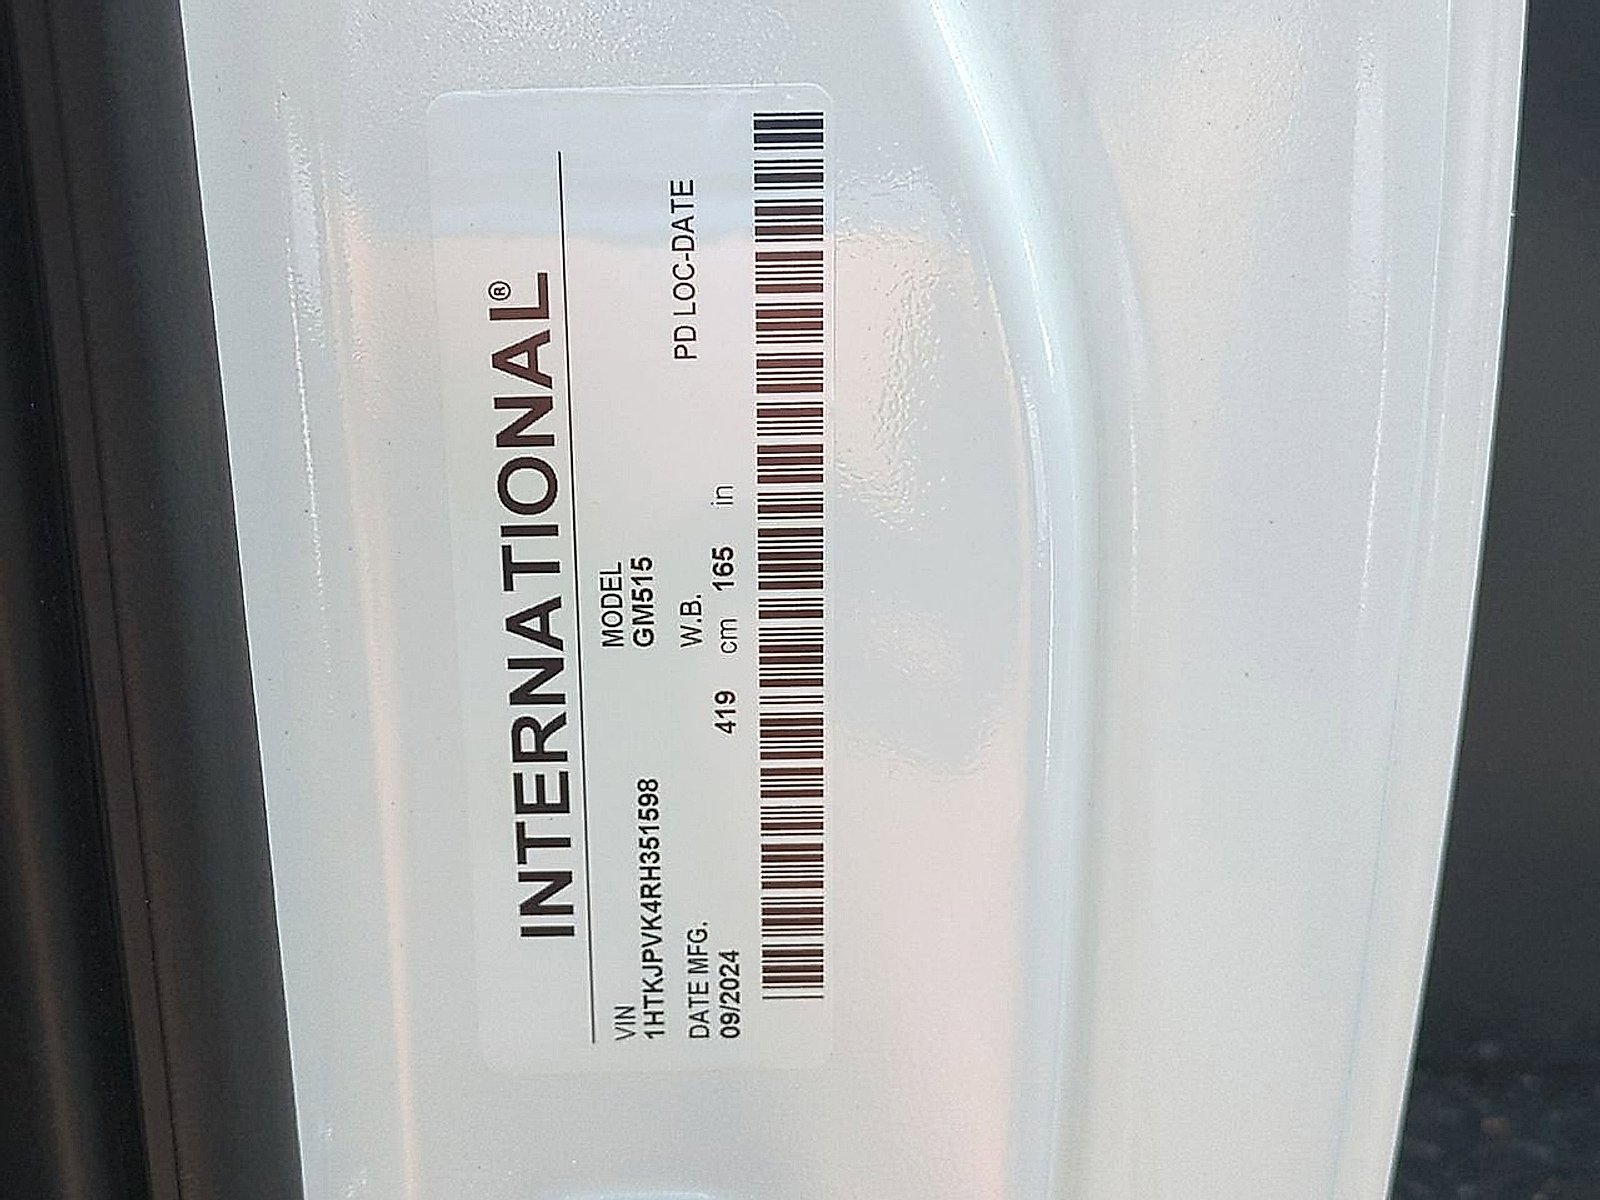 INTERNATIONAL®
VIN
1HTKJPVK4RH351598
MODEL
GM515
DATE MFG.
09/2024
W.B.
419 cm 165 in
PD LOC-DATE